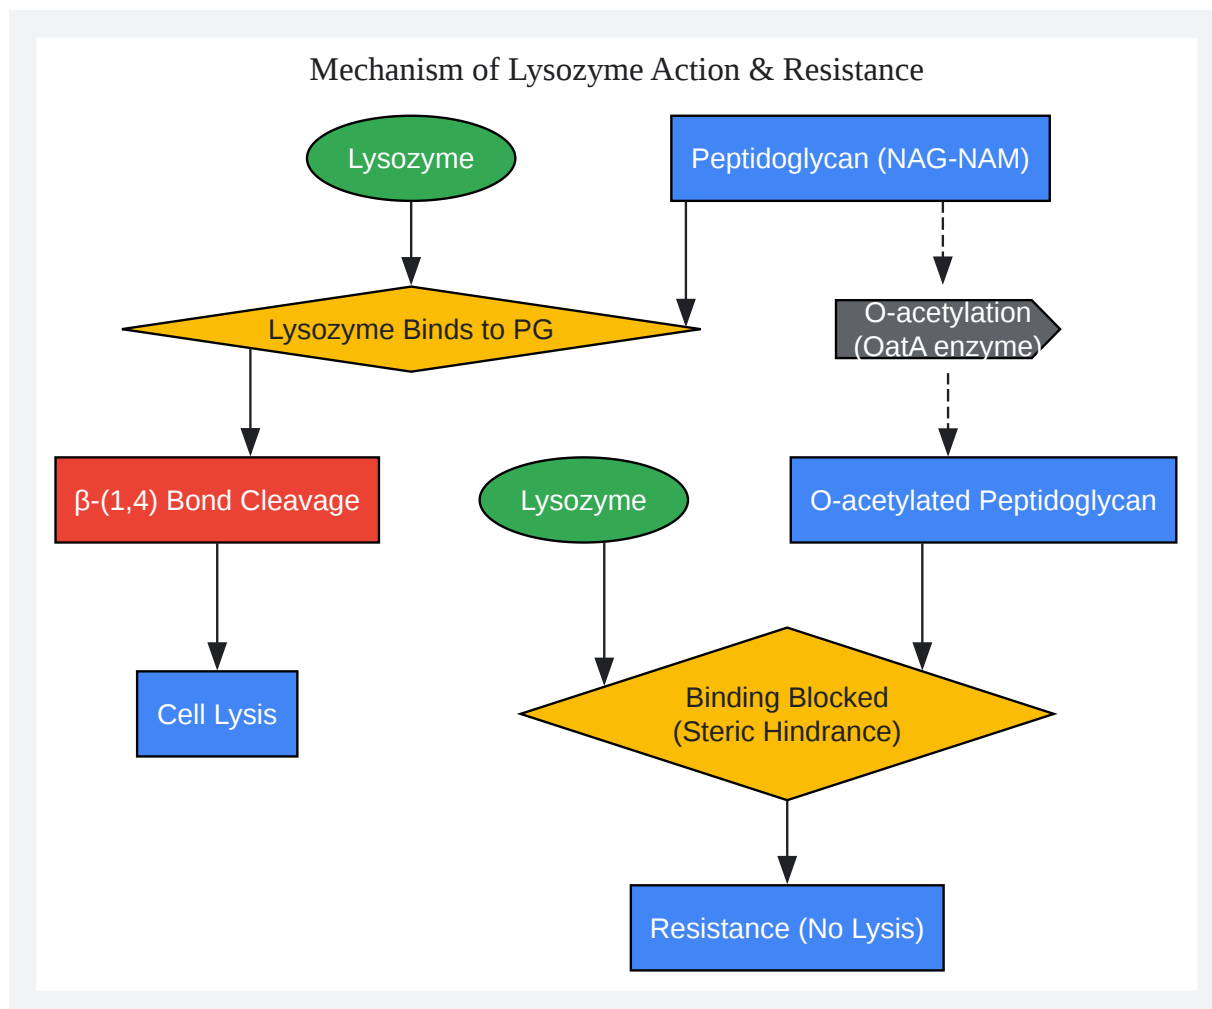 Mechanism of Lysozyme Action & Resistance
Lysozyme
Peptidoglycan (NAG-NAM)
Lysozyme Binds to PG
O-acetylation
(OatA enzyme)
β-(1,4) Bond Cleavage
Lysozyme
O-acetylated Peptidoglycan
Cell Lysis
Binding Blocked
(Steric Hindrance)
Resistance (No Lysis)